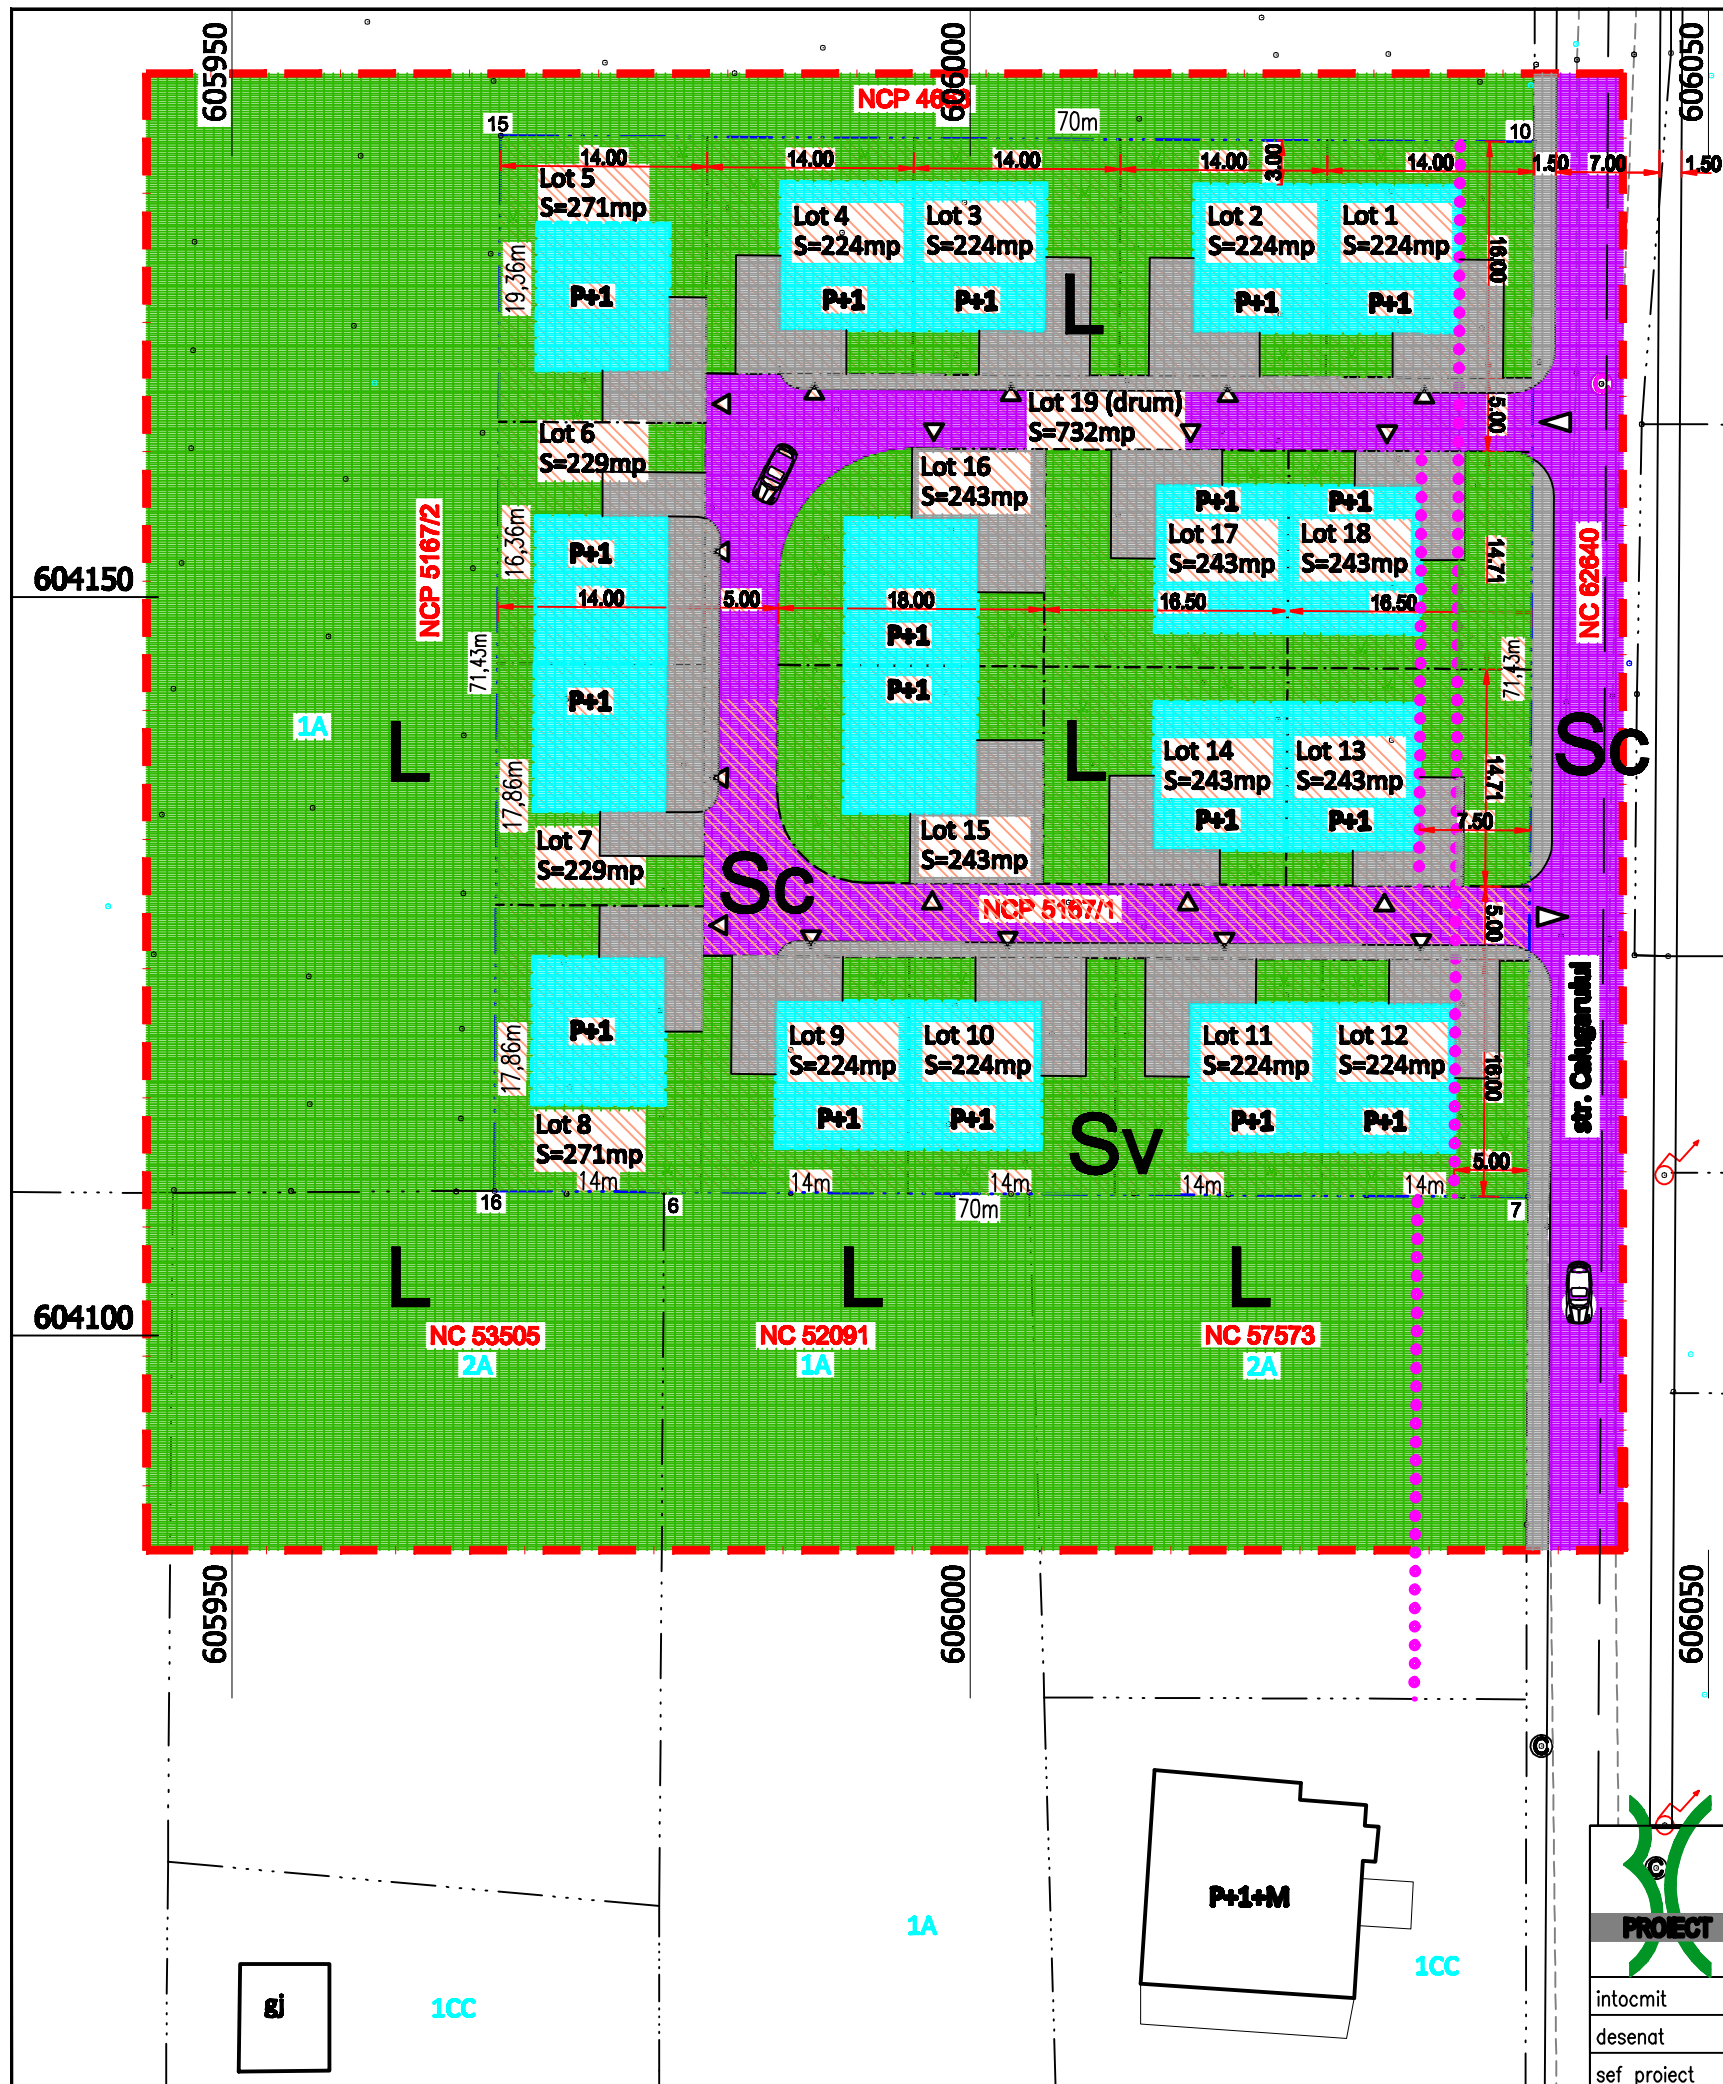 605950
606000
606050
NCP 46
15
70m
10
14.00
14.00
14.00
14.00
3.00
14.00
1.50
7.00
1.50
Lot 5
S=271mp
Lot 4
S=224mp
Lot 3
S=224mp
Lot 2
S=224mp
Lot 1
S=224mp
19,36m
P+1
P+1
P+1
P+1
P+1
16.00
L
Lot 19 (drum)
S=732mp
5.00
Lot 6
S=229mp
Lot 16
S=243mp
P+1
P+1
NCP 5167/2
16,36m
P+1
Lot 17
S=243mp
Lot 18
S=243mp
14.71
NC 62640
604150
14.00
5.00
18.00
16.50
16.50
P+1
71,43m
71,43m
P+1
P+1
1A
L
L
Sc
Lot 14
S=243mp
Lot 13
S=243mp
14.71
17,86m
P+1
P+1
7.50
Lot 7
S=229mp
Lot 15
S=243mp
Sc
NCP 5167/1
5.00
str. Calugarului
17,86m
P+1
Lot 9
S=224mp
Lot 10
S=224mp
Lot 11
S=224mp
Lot 12
S=224mp
16.00
P+1
P+1
P+1
P+1
Lot 8
S=271mp
Sv
5.00
14m
14m
14m
14m
14m
16
6
70m
7
L
L
L
604100
NC 53505
2A
NC 52091
1A
NC 57573
2A
605950
606000
606050
C
P+1+M
C
1A
PROIECT
1CC
gj
1CC
intocmit
desenat
sef proiect